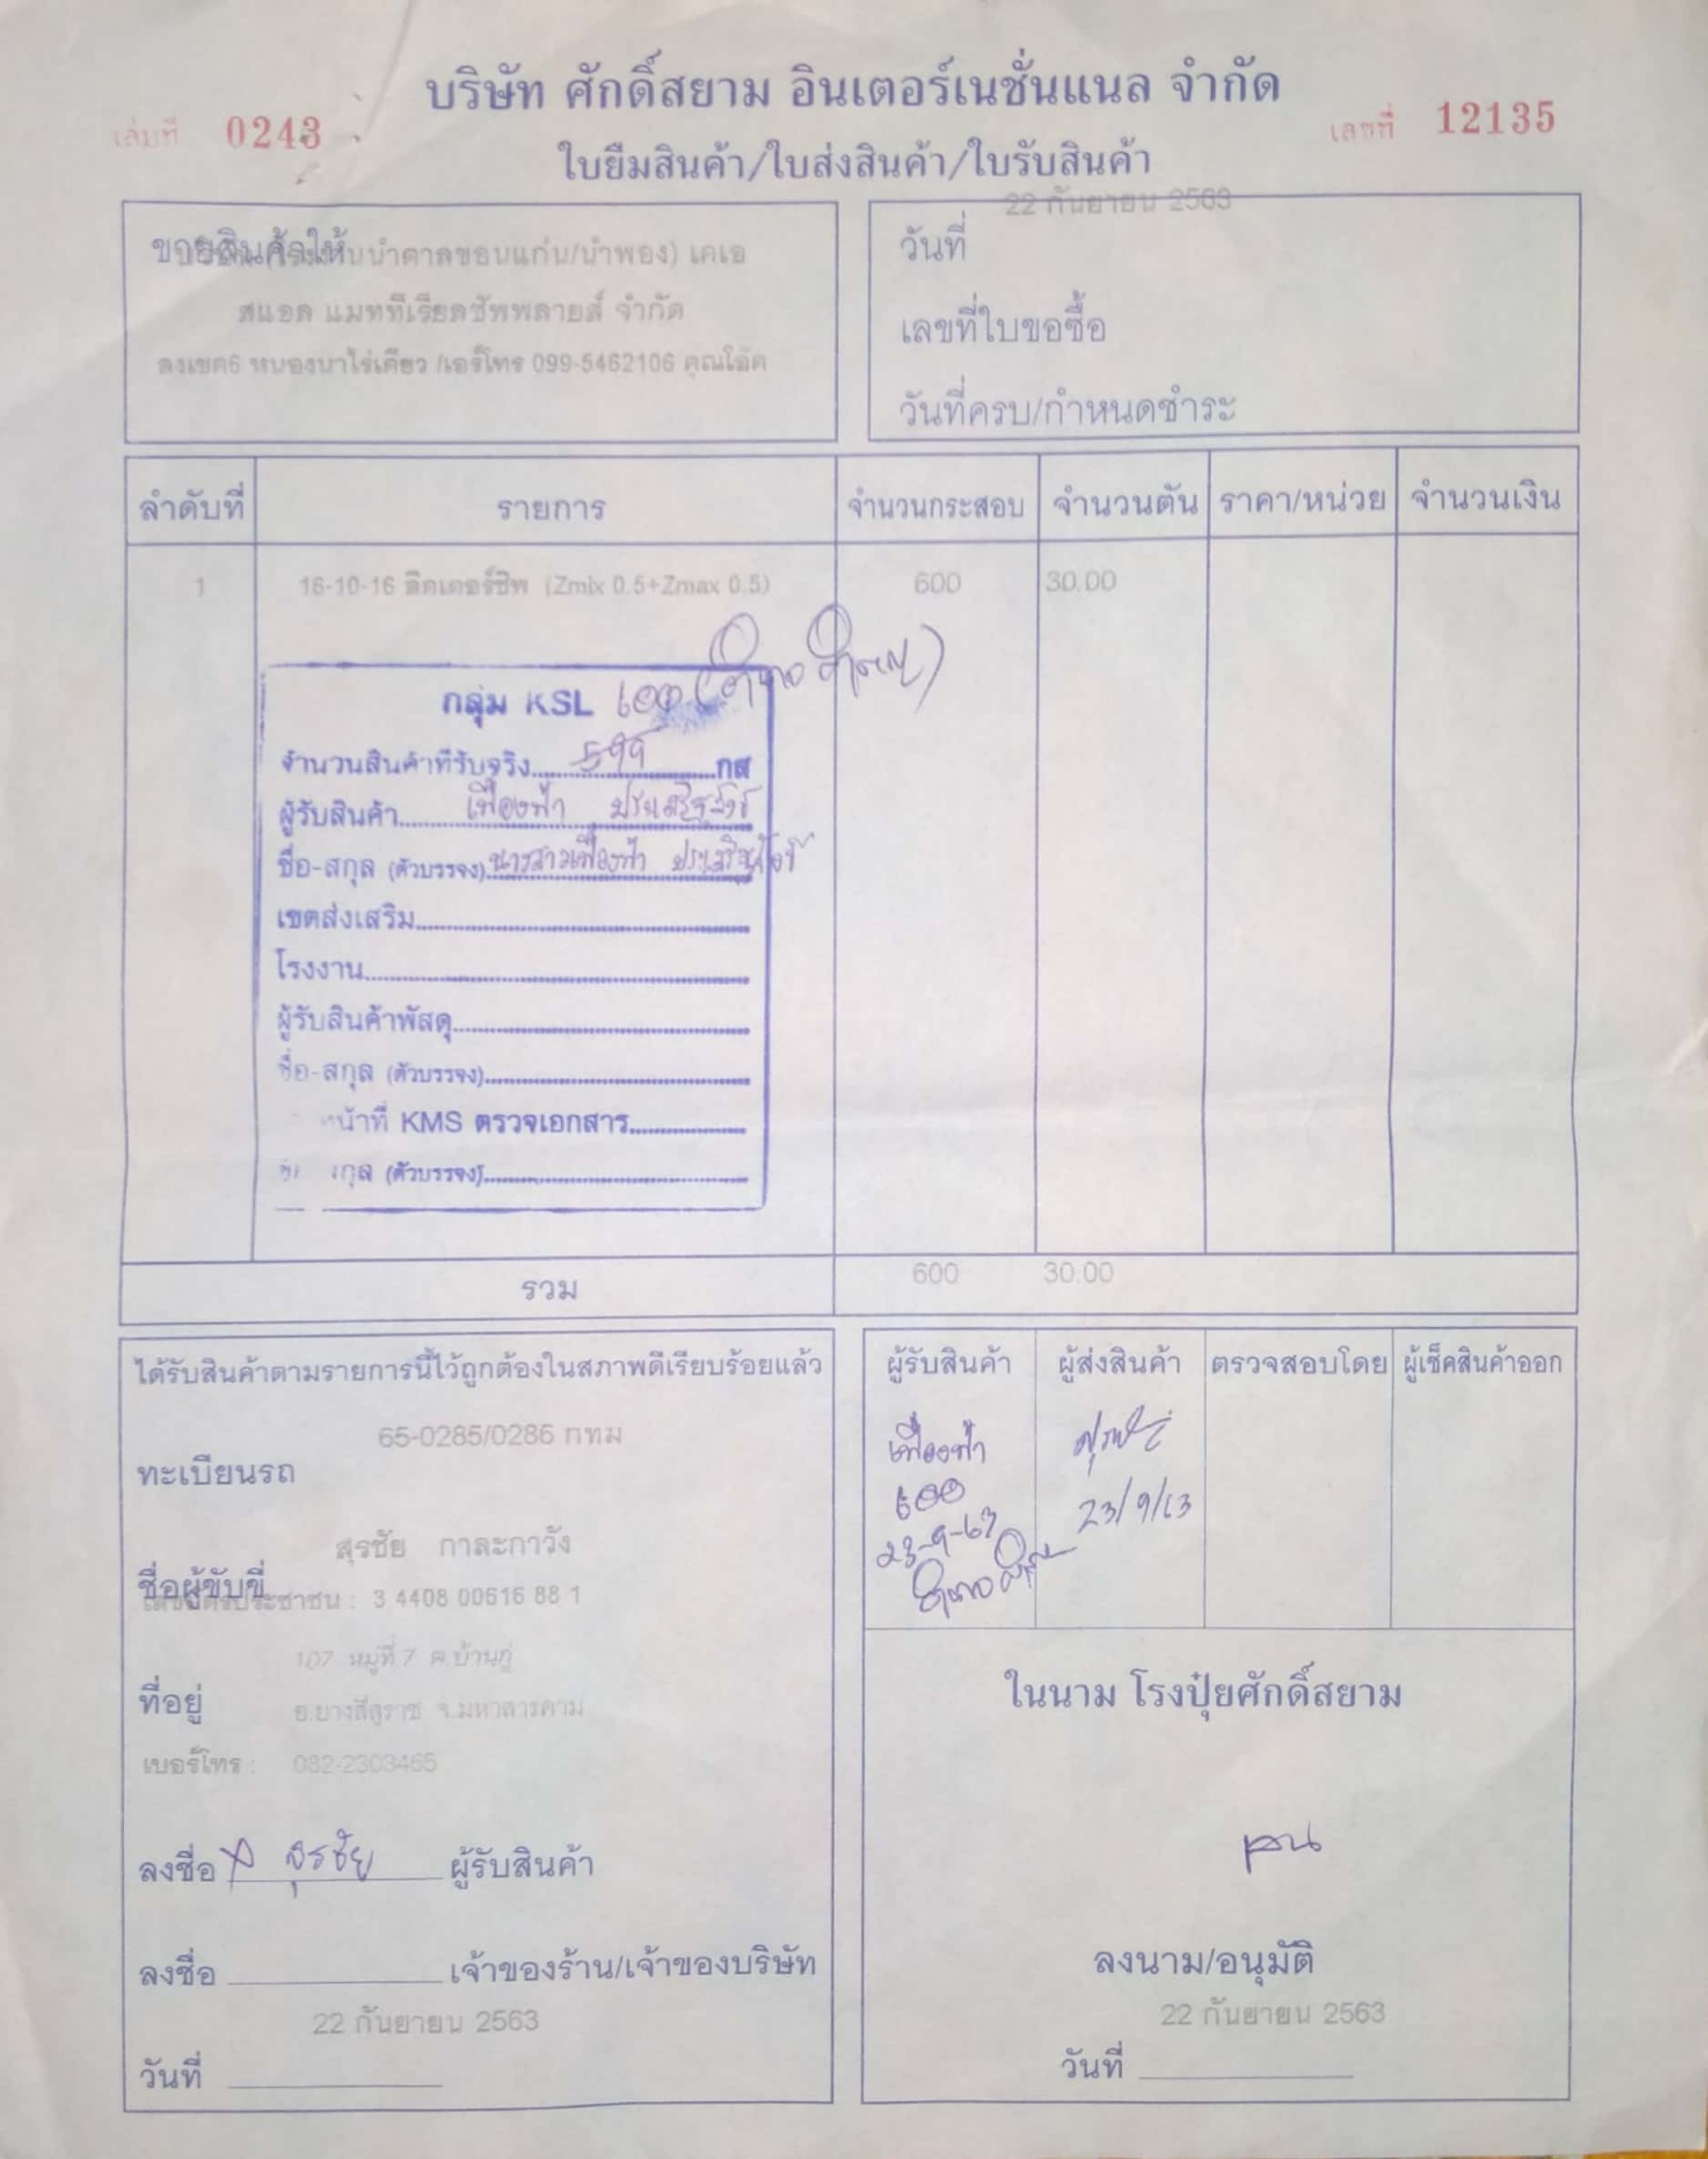 บริษัท ศักดิ์สยาม อินเตอร์เนชั่นแนล จำกัด
เล่มที่ 0243
เลขที่ 12135
ใบยืมสินค้า/ใบส่งสินค้า/ใบรับสินค้า
22 กันยายน 2563
ขายสินค้าให้ น้ำตาลขอนแก่น/น้ำพอง) เคเอ
สแอล แมททีเรียลซัพพลายส์ จำกัด
ลงเขต6 หนองนาไร่เดียว /เอร์โทร 099-5462106 คุณโอ๊ต
วันที่
เลขที่ใบขอซื้อ
วันที่ครบ/กำหนดชำระ
ลำดับที่ รายการ จำนวนกระสอบ จำนวนตัน ราคา/หน่วย จำนวนเงิน
1 16-10-16 ลีดเดอร์ชิพ (Zmix 0.5+Zmax 0.5) 600 30.00
กลุ่ม KSL 600
จำนวนสินค้าที่รับจริง 599 กส
ผู้รับสินค้า เฟื่องฟ้า
ชื่อ-สกุล (ตัวบรรจง) นางสาวเฟื่องฟ้า
เขตส่งเสริม
โรงงาน
ผู้รับสินค้าพัสดุ
ชื่อ-สกุล (ตัวบรรจง)
หน้าที่ KMS ตรวจเอกสาร
กุล (ตัวบรรจง)
รวม 600 30.00
ได้รับสินค้าตามรายการนี้ไว้ถูกต้องในสภาพดีเรียบร้อยแล้ว
65-0285/0286 กทม
ทะเบียนรถ
สุรชัย กาละกาวัง
ชื่อผู้ขับขี่
เลขบัตรประชาชน : 3 4408 00616 88 1
107 หมู่ที่ 7 ต.บ้านกู่
ที่อยู่ อ.ยางสีสุราช จ.มหาสารคาม
เบอร์โทร : 082-2303465
ลงชื่อ X สุรชัย ผู้รับสินค้า
ลงชื่อ เจ้าของร้าน/เจ้าของบริษัท
22 กันยายน 2563
วันที่
ผู้รับสินค้า ผู้ส่งสินค้า ตรวจสอบโดย ผู้เช็คสินค้าออก
เฟื่องฟ้า
600
23-9-63
23/9/63
ในนาม โรงปุ๋ยศักดิ์สยาม
ลงนาม/อนุมัติ
22 กันยายน 2563
วันที่